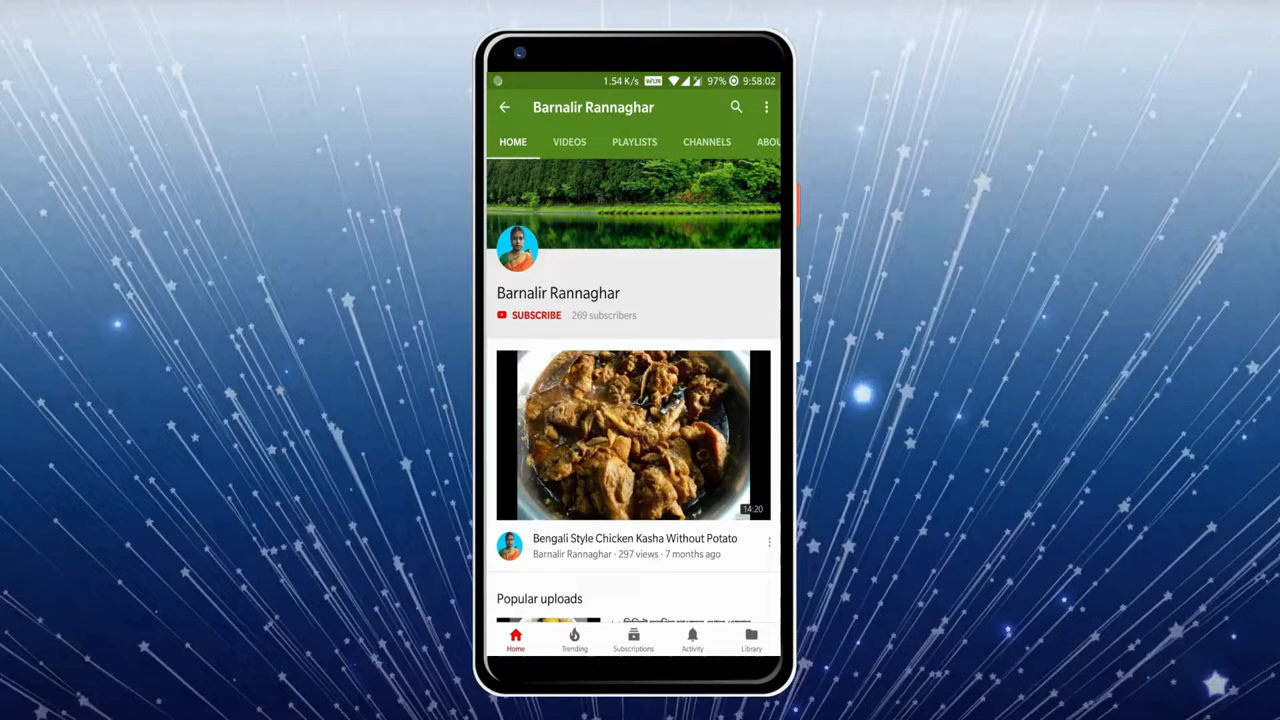 1.54 K/s VoLTE 97% 9:58:02
Barnalir Rannaghar
HOME VIDEOS PLAYLISTS CHANNELS ABOU
Barnalir Rannaghar
SUBSCRIBE 269 subscribers
14:20
Bengali Style Chicken Kasha Without Potato
Barnalir Rannaghar · 297 views · 7 months ago
Popular uploads
Home Trending Subscriptions Activity Library